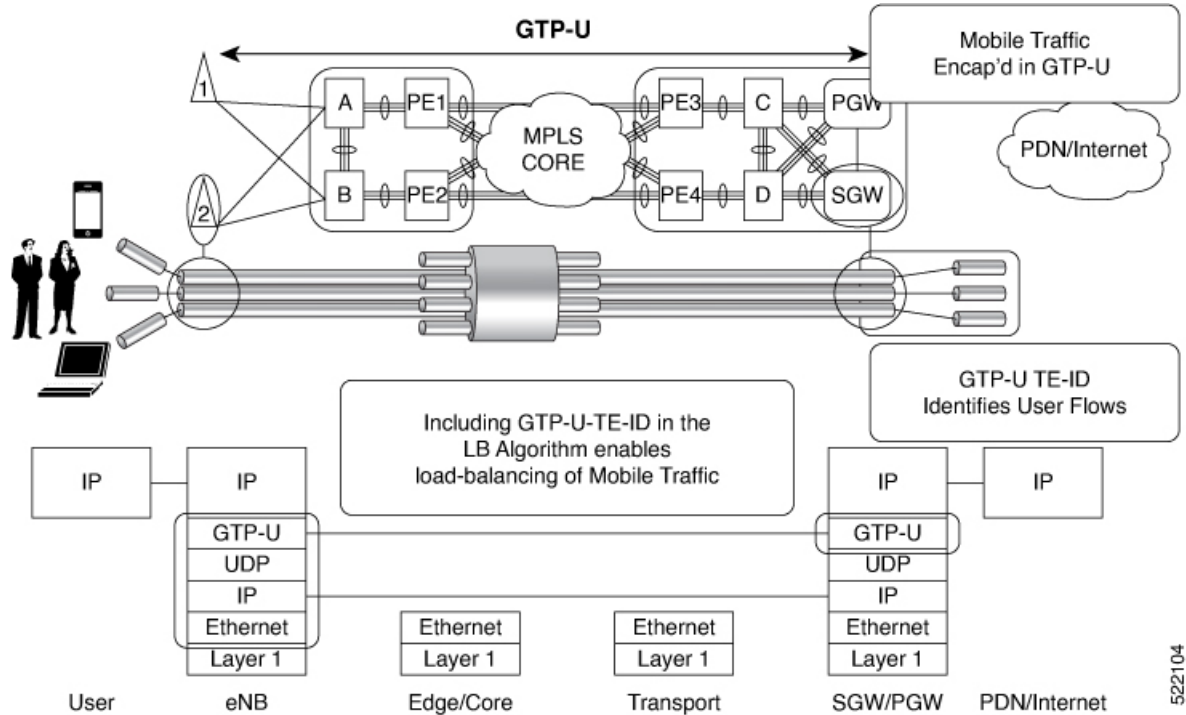 GTP-U
Mobile Traffic
Encap'd in GTP-U
1
A
PE1
PE3
C
PGW
MPLS
CORE
PDN/Internet
2
B
PE2
PE4
D
SGW
GTP-U TE-ID
Identifies User Flows
Including GTP-U-TE-ID in the
LB Algorithm enables
load-balancing of Mobile Traffic
IP
IP
IP
IP
GTP-U
GTP-U
UDP
UDP
IP
IP
Ethernet
Ethernet
Ethernet
Ethernet
Layer 1
Layer 1
Layer 1
Layer 1
User
eNB
Edge/Core
Transport
SGW/PGW
PDN/Internet
522104